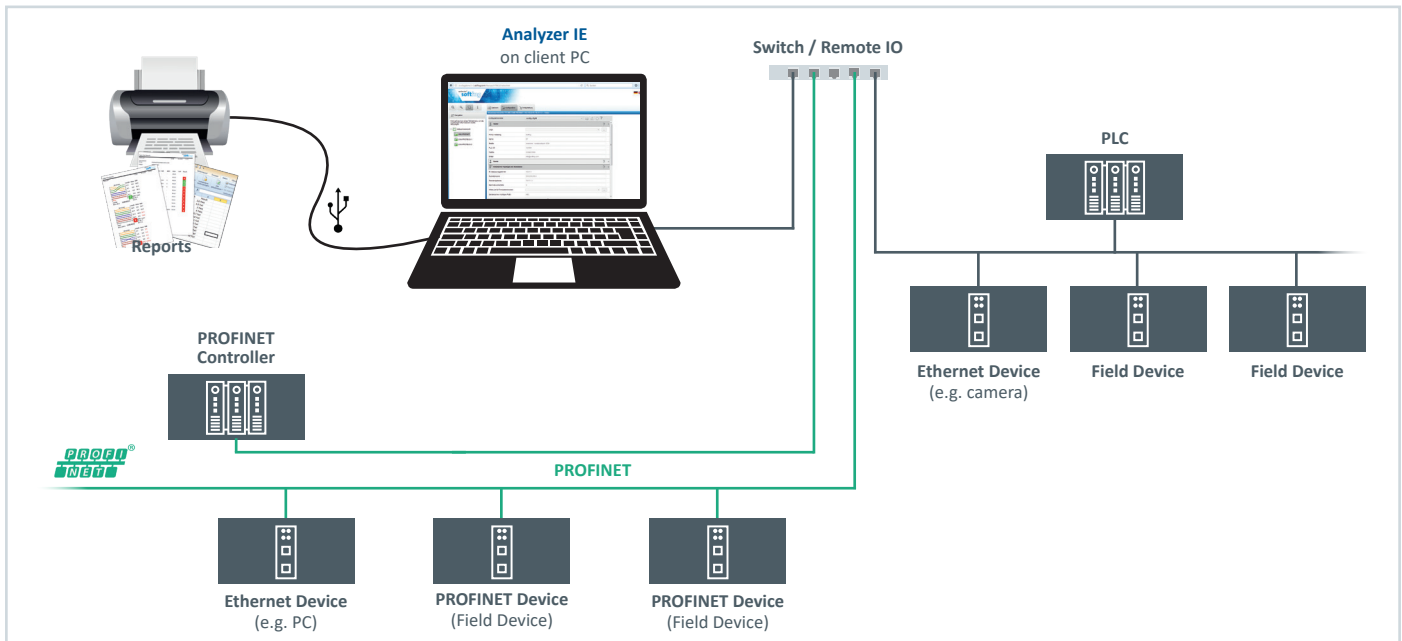 Analyzer IE
on client PC
Switch / Remote IO
PLC
Reports
Ethernet Device
(e.g. camera)
Field Device
Field Device
PROFINET
Controller
PROFI
NET
®
PROFINET
Ethernet Device
(e.g. PC)
PROFINET Device
(Field Device)
PROFINET Device
(Field Device)